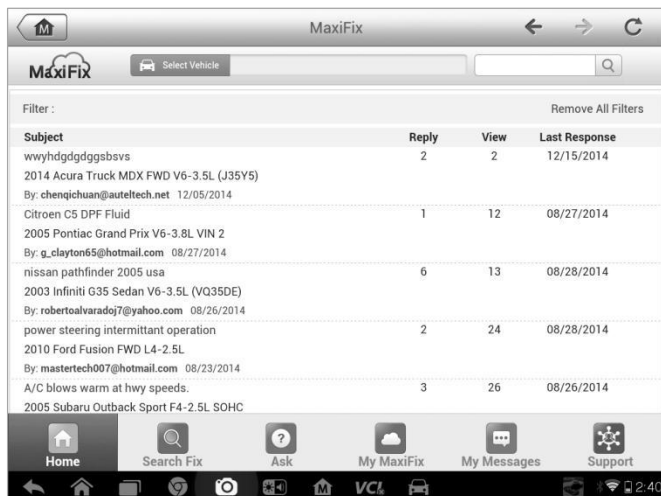 M
MaxiFix
MaxiFix
Select Vehicle
Filter :
Remove All Filters
Subject Reply View Last Response
wwyhdgdgdggsbsvs 2 2 12/15/2014
2014 Acura Truck MDX FWD V6-3.5L (J35Y5)
By: chenqichuan@auteltech.net 12/05/2014
Citroen C5 DPF Fluid 1 12 08/27/2014
2005 Pontiac Grand Prix V6-3.8L VIN 2
By: g_clayton65@hotmail.com 08/27/2014
nissan pathfinder 2005 usa 6 13 08/28/2014
2003 Infiniti G35 Sedan V6-3.5L (VQ35DE)
By: robertoalvaradoj7@yahoo.com 08/26/2014
power steering intermittant operation 2 24 08/28/2014
2010 Ford Fusion FWD L4-2.5L
By: mastertech007@hotmail.com 08/23/2014
A/C blows warm at hwy speeds. 3 26 08/26/2014
2005 Subaru Outback Sport F4-2.5L SOHC
Home Search Fix Ask My MaxiFix My Messages Support
M VCI 2:40